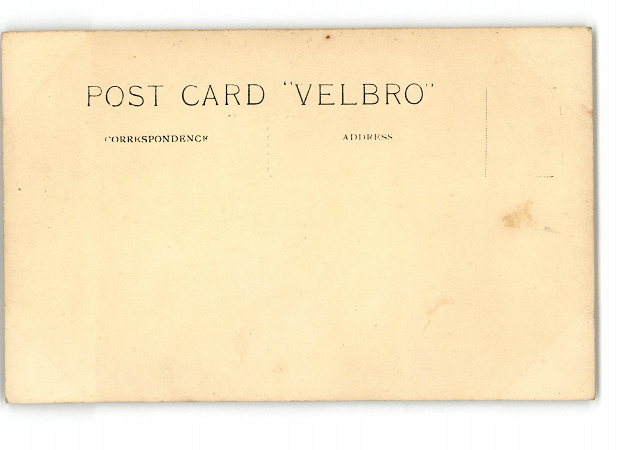 POST CARD "VELBRO"
CORRESPONDENCE
ADDRESS